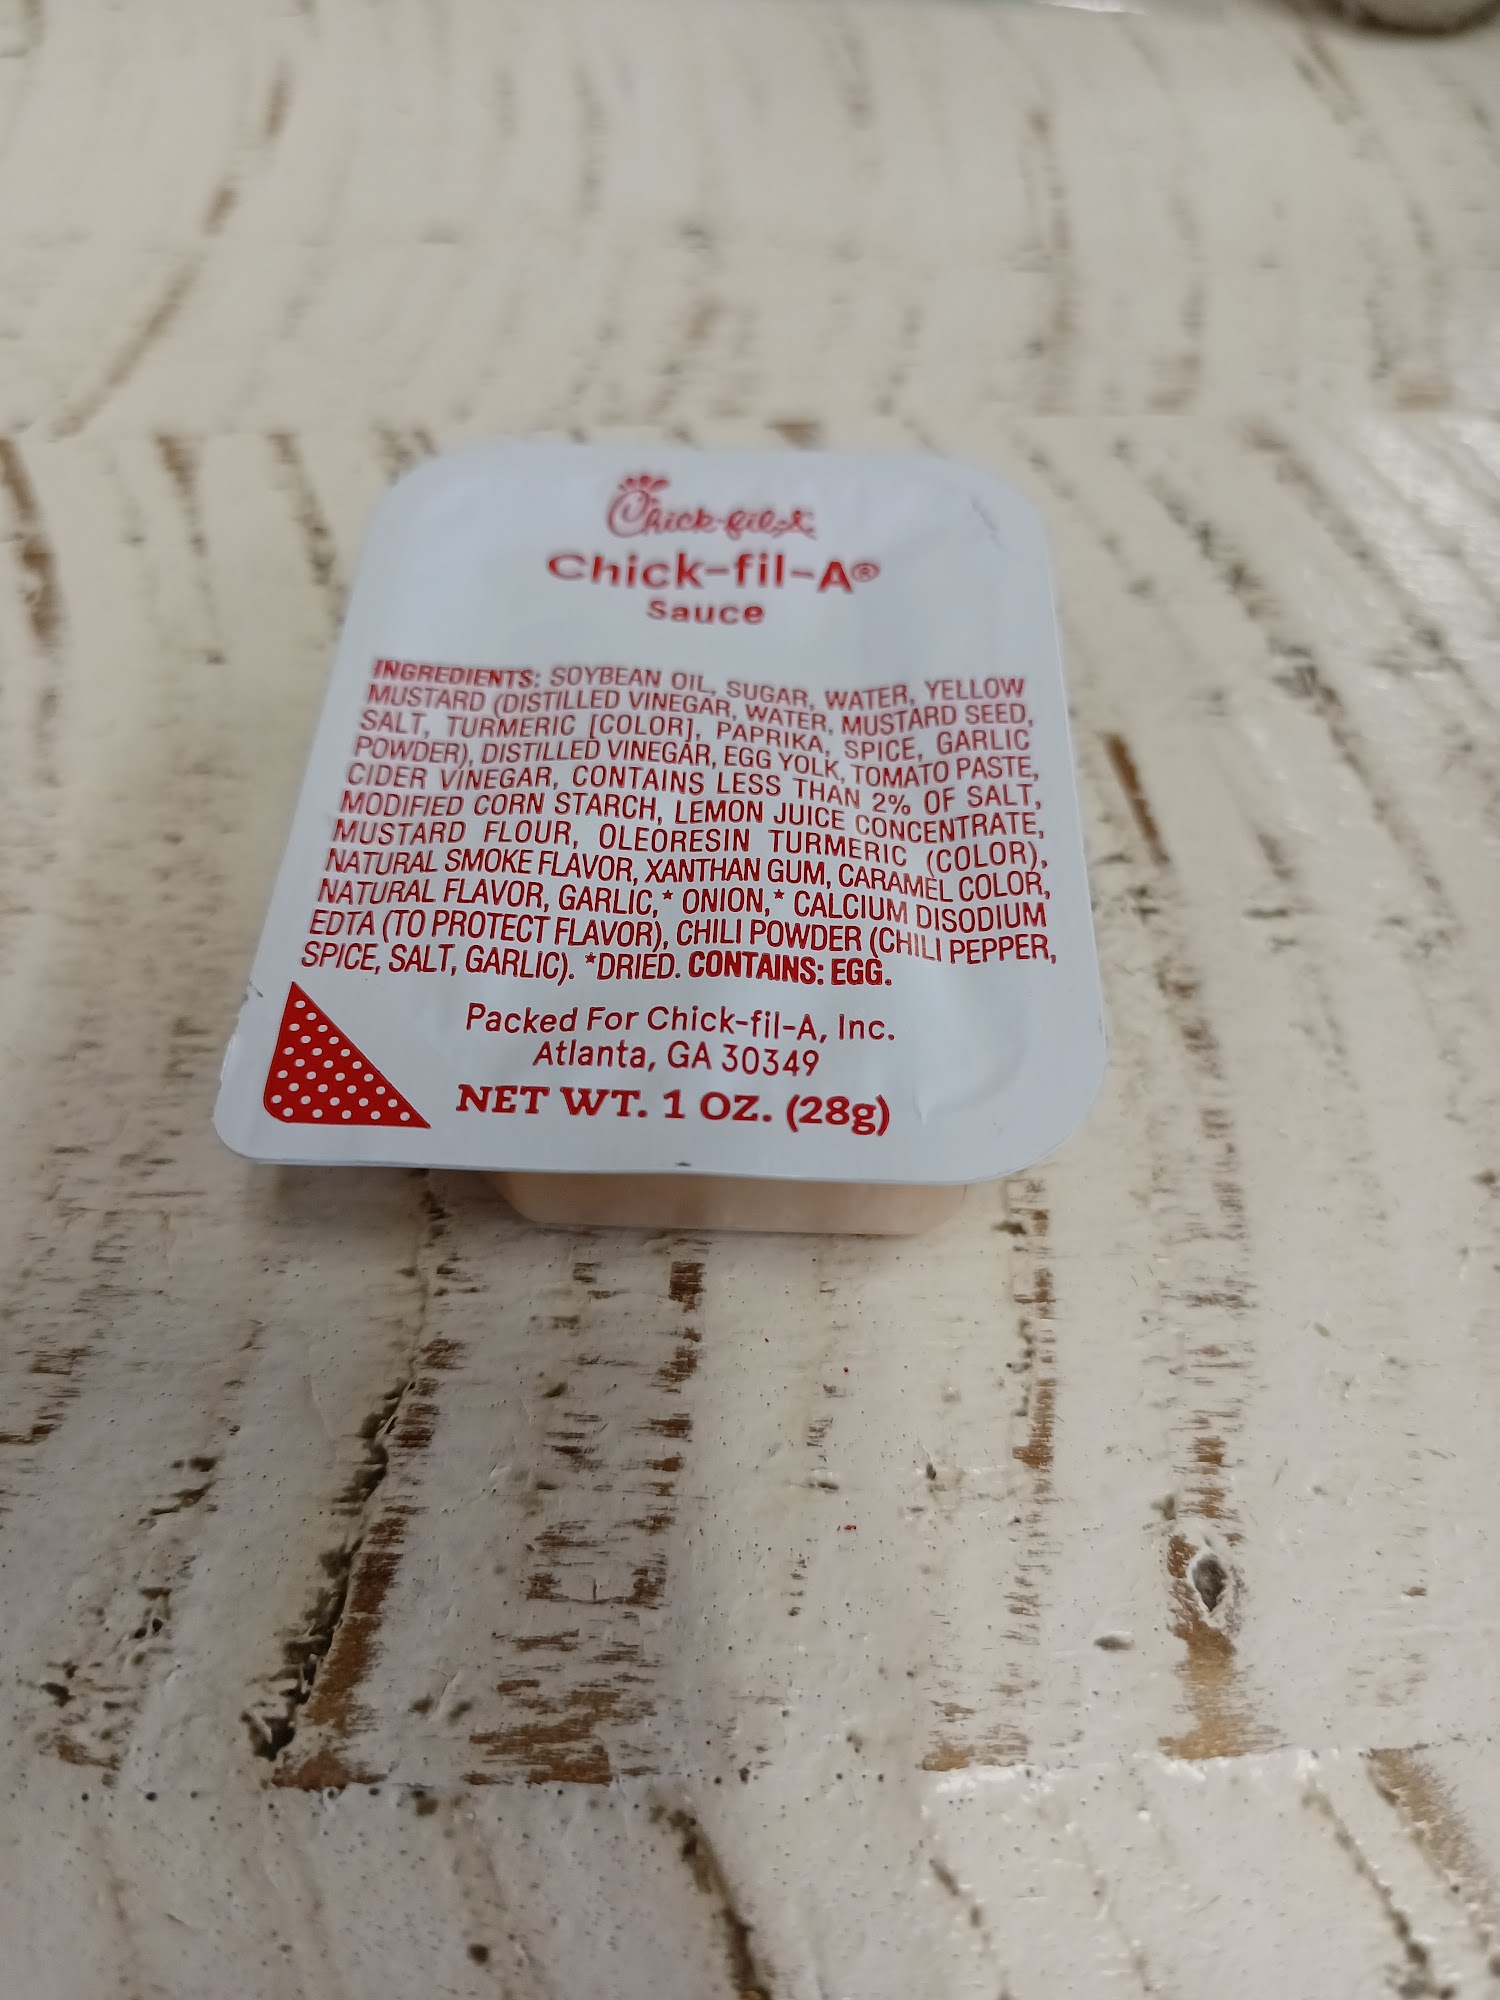 Chick-fil-A
Chick-fil-A®
Sauce
INGREDIENTS: SOYBEAN OIL, SUGAR, WATER, YELLOW
MUSTARD (DISTILLED VINEGAR, WATER, MUSTARD SEED,
SALT, TURMERIC [COLOR], PAPRIKA, SPICE, GARLIC
POWDER), DISTILLED VINEGAR, EGG YOLK, TOMATO PASTE,
CIDER VINEGAR, CONTAINS LESS THAN 2% OF SALT,
MODIFIED CORN STARCH, LEMON JUICE CONCENTRATE,
MUSTARD FLOUR, OLEORESIN TURMERIC (COLOR),
NATURAL SMOKE FLAVOR, XANTHAN GUM, CARAMEL COLOR,
NATURAL FLAVOR, GARLIC,* ONION,* CALCIUM DISODIUM
EDTA (TO PROTECT FLAVOR), CHILI POWDER (CHILI PEPPER,
SPICE, SALT, GARLIC). *DRIED. CONTAINS: EGG.
Packed For Chick-fil-A, Inc.
Atlanta, GA 30349
NET WT. 1 OZ. (28g)